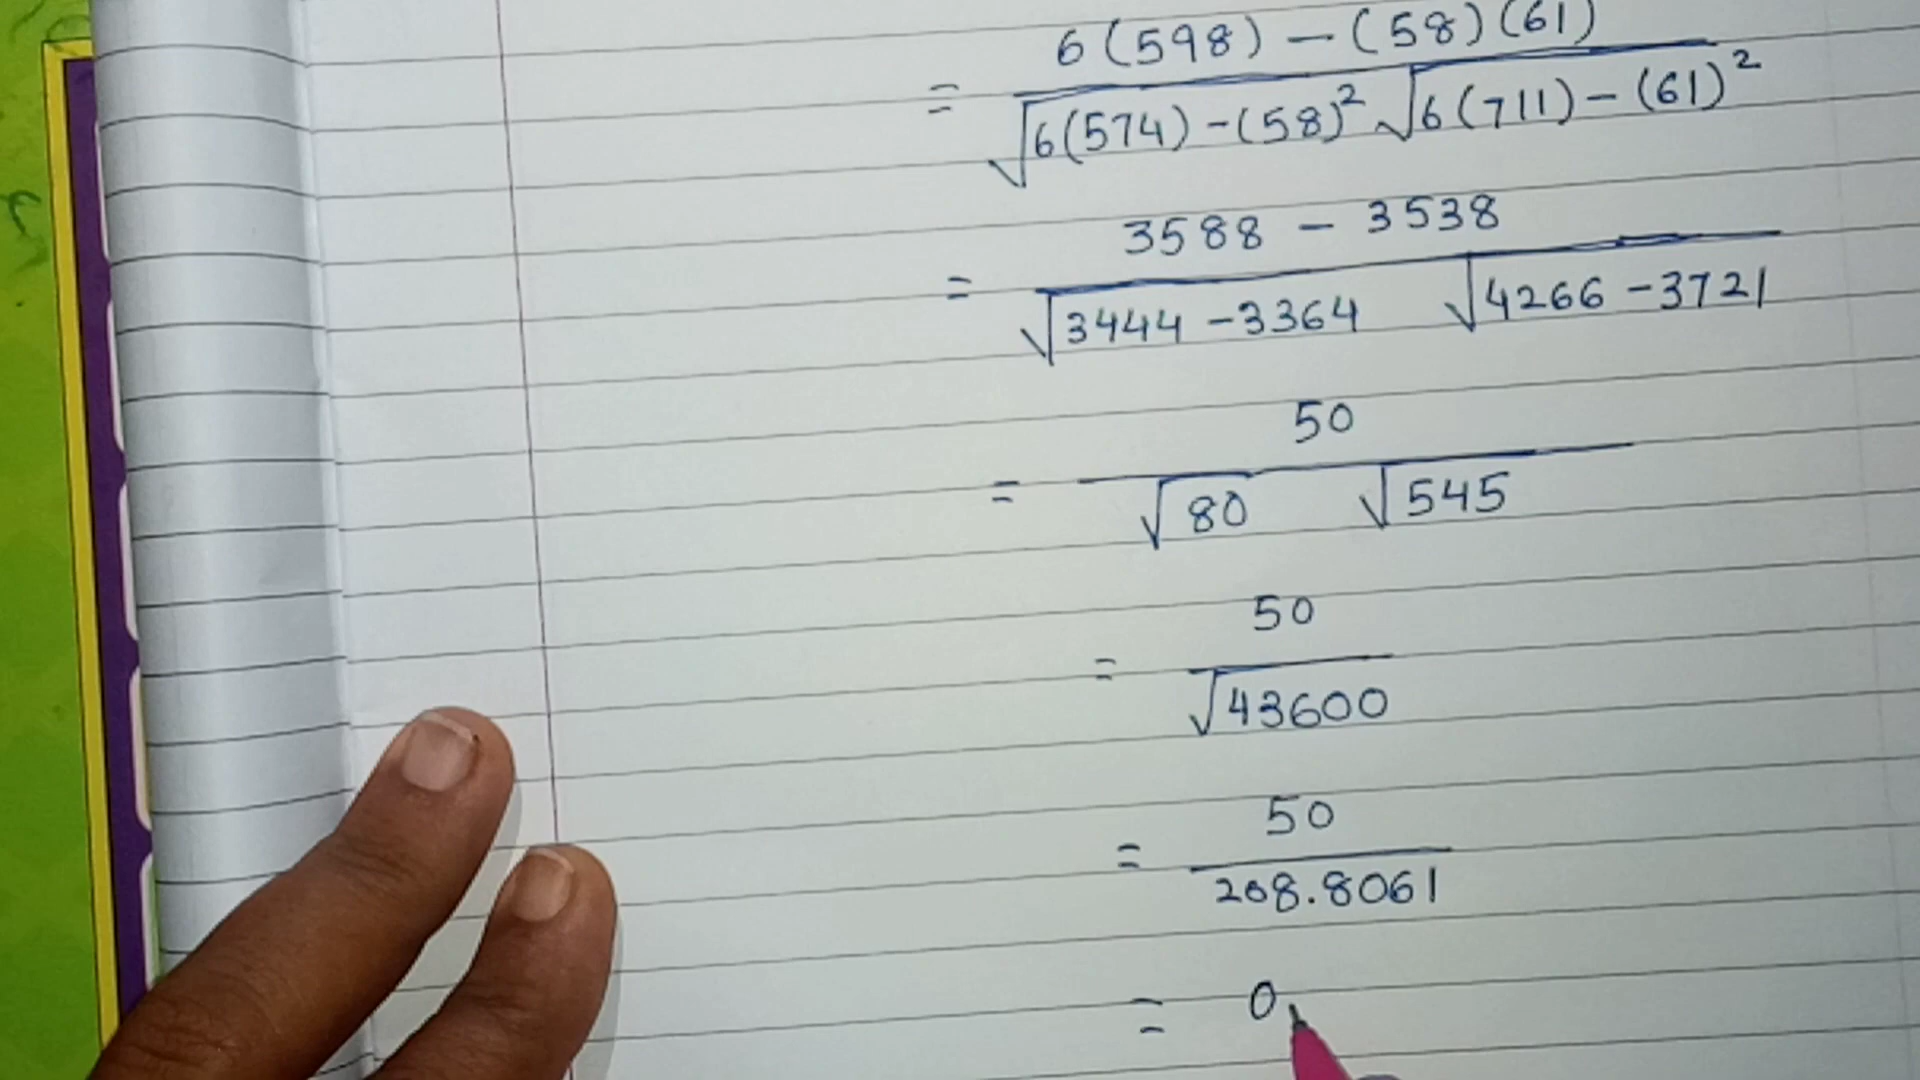 6(598) - (58)(61)
= √6(574) - (58)² √6(711) - (61)²
3588 - 3538
= √3444 - 3364 √4266 - 3721
50
= √80 √545
50
= √43600
50
= 208.8061
= 0